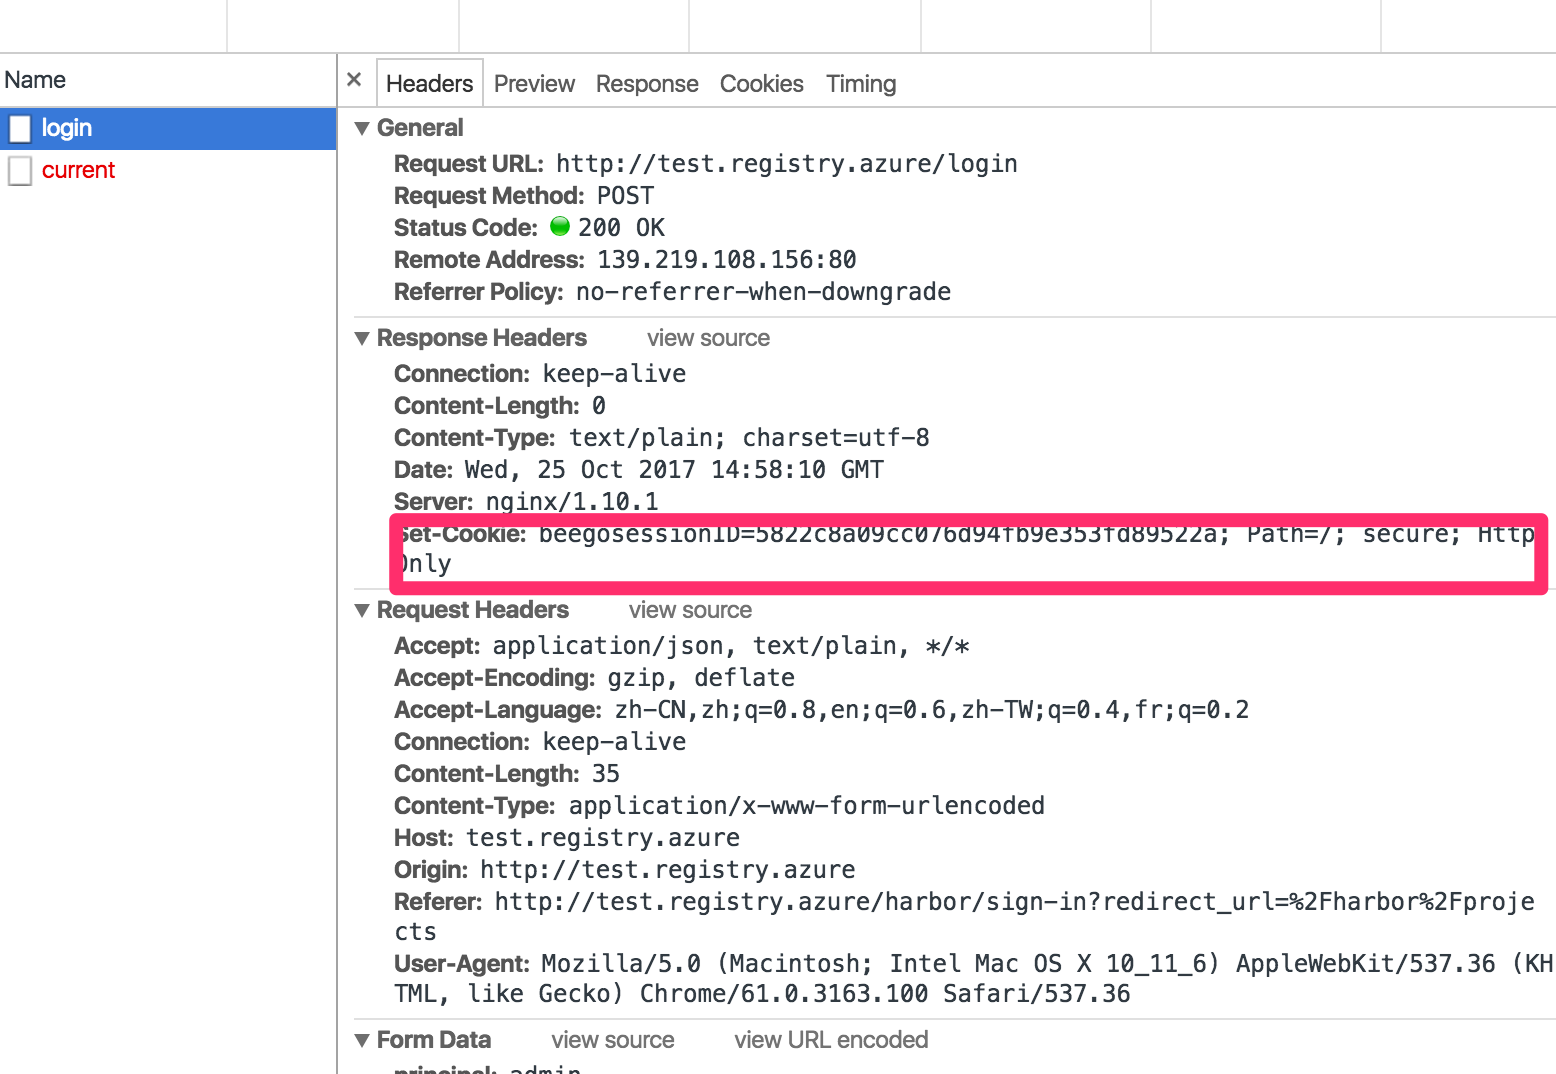 Name
× Headers Preview Response Cookies Timing
login
current
General
Request URL: http://test.registry.azure/login
Request Method: POST
Status Code: 200 OK
Remote Address: 139.219.108.156:80
Referrer Policy: no-referrer-when-downgrade
Response Headers view source
Connection: keep-alive
Content-Length: 0
Content-Type: text/plain; charset=utf-8
Date: Wed, 25 Oct 2017 14:58:10 GMT
Server: nginx/1.10.1
Set-Cookie: beegosessionID=5822c8a09cc076d94fb9e353fd89522a; Path=/; secure; Http
Only
Request Headers view source
Accept: application/json, text/plain, */*
Accept-Encoding: gzip, deflate
Accept-Language: zh-CN,zh;q=0.8,en;q=0.6,zh-TW;q=0.4,fr;q=0.2
Connection: keep-alive
Content-Length: 35
Content-Type: application/x-www-form-urlencoded
Host: test.registry.azure
Origin: http://test.registry.azure
Referer: http://test.registry.azure/harbor/sign-in?redirect_url=%2Fharbor%2Fproje
cts
User-Agent: Mozilla/5.0 (Macintosh; Intel Mac OS X 10_11_6) AppleWebKit/537.36 (KH
TML, like Gecko) Chrome/61.0.3163.100 Safari/537.36
Form Data view source view URL encoded
principal: admin